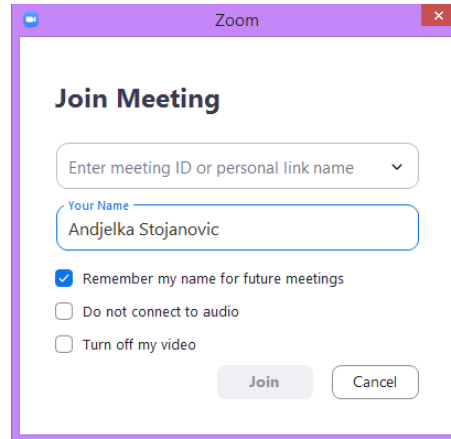 Zoom
Join Meeting
Enter meeting ID or personal link name
Your Name
Andjelka Stojanovic
Remember my name for future meetings
Do not connect to audio
Turn off my video
Join Cancel